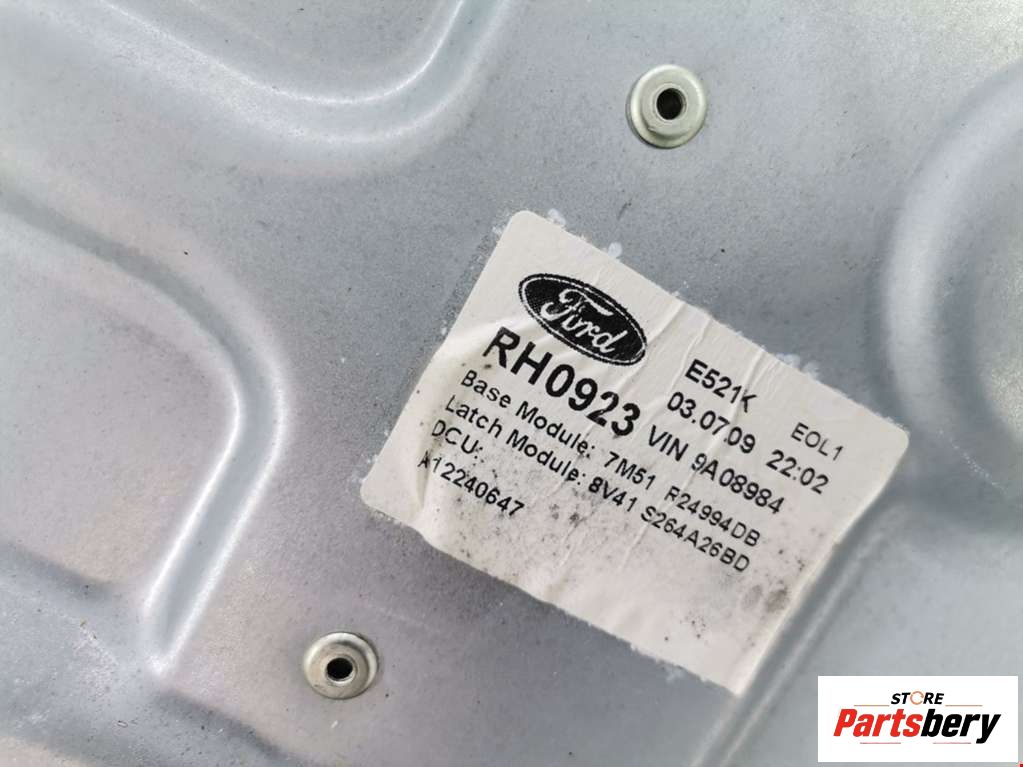 Ford
E521K
RH0923 03.07.09 EOL1
VIN 9A08984 22:02
Base Module: 7M51 R24994DB
Latch Module: 8V41 S264A26BD
DCU:
A12240647
STORE
Partsbery